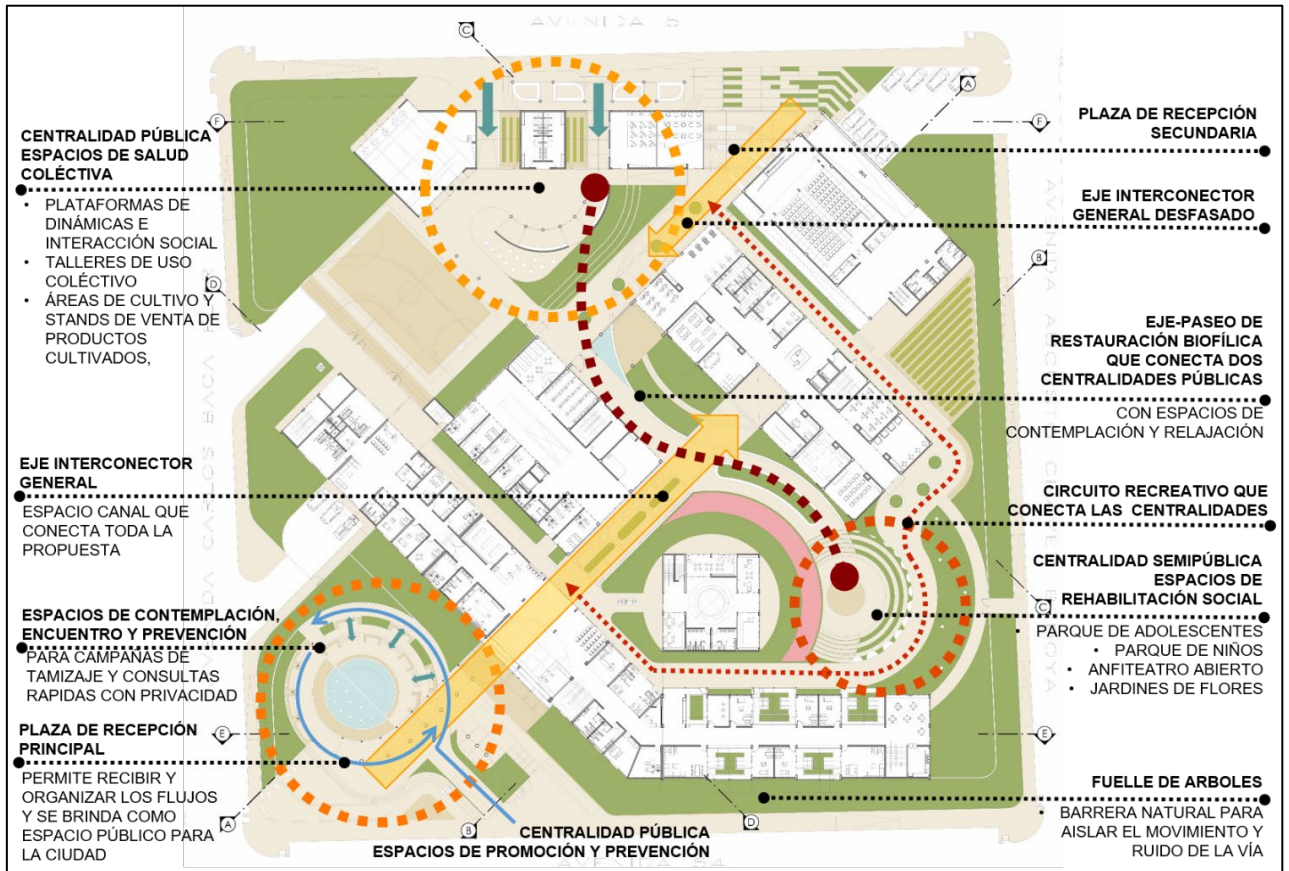 AVENIDA 5
C
A
F
F
CENTRALIDAD PÚBLICA
ESPACIOS DE SALUD
COLÉCTIVA
• PLATAFORMAS DE
DINÁMICAS E
INTERACCIÓN SOCIAL
• TALLERES DE USO
COLÉCTIVO
• ÁREAS DE CULTIVO Y
STANDS DE VENTA DE
PRODUCTOS
CULTIVADOS,
D
EJE INTERCONECTOR
GENERAL
ESPACIO CANAL QUE
CONECTA TODA LA
PROPUESTA
ESPACIOS DE CONTEMPLACIÓN,
ENCUENTRO Y PREVENCIÓN
PARA CAMPAÑAS DE
TAMIZAJE Y CONSULTAS
RAPIDAS CON PRIVACIDAD
E
PLAZA DE RECEPCIÓN
PRINCIPAL
PERMITE RECIBIR Y
ORGANIZAR LOS FLUJOS
Y SE BRINDA COMO
ESPACIO PÚBLICO PARA
LA CIUDAD
A
B
CENTRALIDAD PÚBLICA
ESPACIOS DE PROMOCIÓN Y PREVENCIÓN
D
AVENIDA 54
PLAZA DE RECEPCIÓN
SECUNDARIA
EJE INTERCONECTOR
GENERAL DESFASADO
B
EJE-PASEO DE
RESTAURACIÓN BIOFÍLICA
QUE CONECTA DOS
CENTRALIDADES PÚBLICAS
CON ESPACIOS DE
CONTEMPLACIÓN Y RELAJACIÓN
CIRCUITO RECREATIVO QUE
CONECTA LAS CENTRALIDADES
CENTRALIDAD SEMIPÚBLICA
ESPACIOS DE
REHABILITACIÓN SOCIAL
C
• PARQUE DE ADOLESCENTES
• PARQUE DE NIÑOS
• ANFITEATRO ABIERTO
• JARDINES DE FLORES
E
FUELLE DE ARBOLES
• BARRERA NATURAL PARA
AISLAR EL MOVIMIENTO Y
RUIDO DE LA VÍA